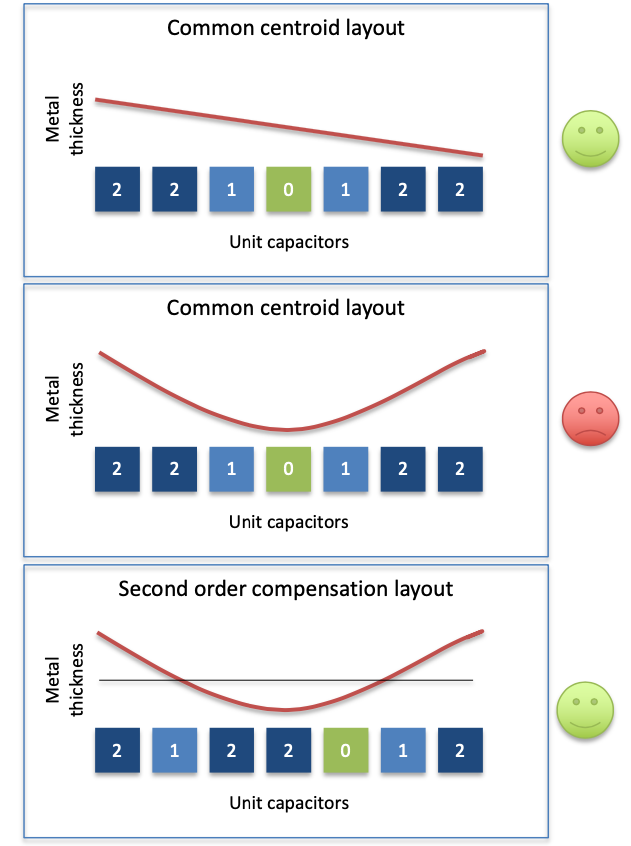 Common centroid layout
Metal
thickness
2 2 1 0 1 2 2
Unit capacitors
Common centroid layout
Metal
thickness
2 2 1 0 1 2 2
Unit capacitors
Second order compensation layout
Metal
thickness
2 1 2 2 0 1 2
Unit capacitors